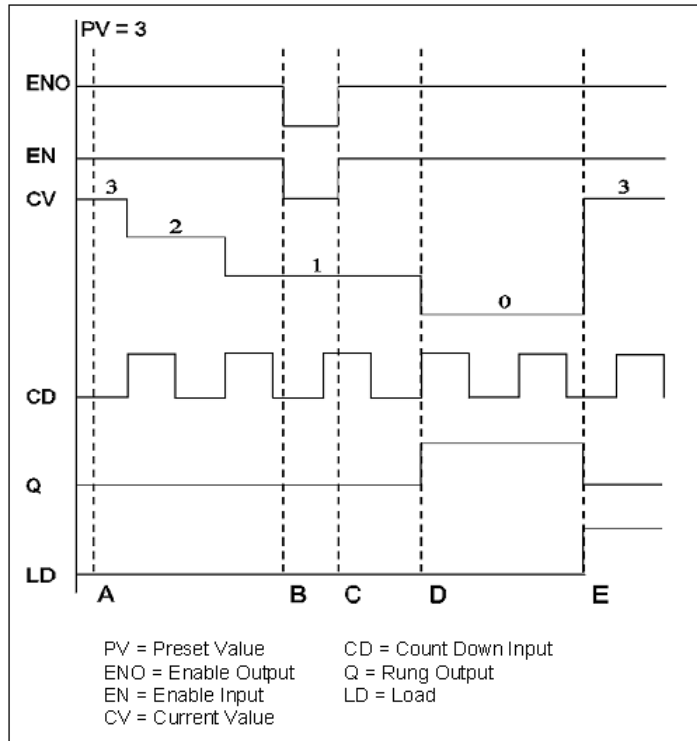 PV = 3
ENO
EN
CV
3
2
1
0
3
CD
Q
LD
A
B
C
D
E
PV = Preset Value
ENO = Enable Output
EN = Enable Input
CV = Current Value
CD = Count Down Input
Q = Rung Output
LD = Load